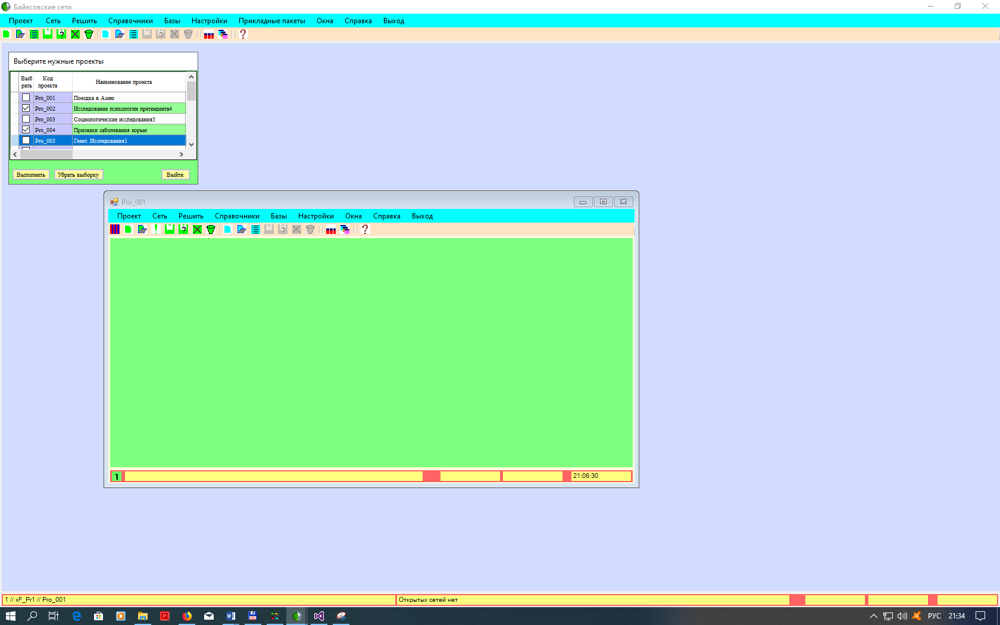 Байесовские сети
Проект Сеть Решить Справочники Базы Настройки Прикладные пакеты Окна Справка Выход
Выберите нужные проекты
Выб рать Код проекта Наименование проекта
Pro_001 Поездка в Азию
Pro_002 Исследование психологии претендента4
Pro_003 Социологические исследования5
Pro_004 Признаки заболевания корью
Pro_005 Генет. Исследования1
Выполнить Убрать выборку Выйти
Pro_001
Проект Сеть Решить Справочники Базы Настройки Окна Справка Выход
1 21:06:30
1 // xF_Pr1 // Pro_001 Открытых сетей нет
РУС 21:34